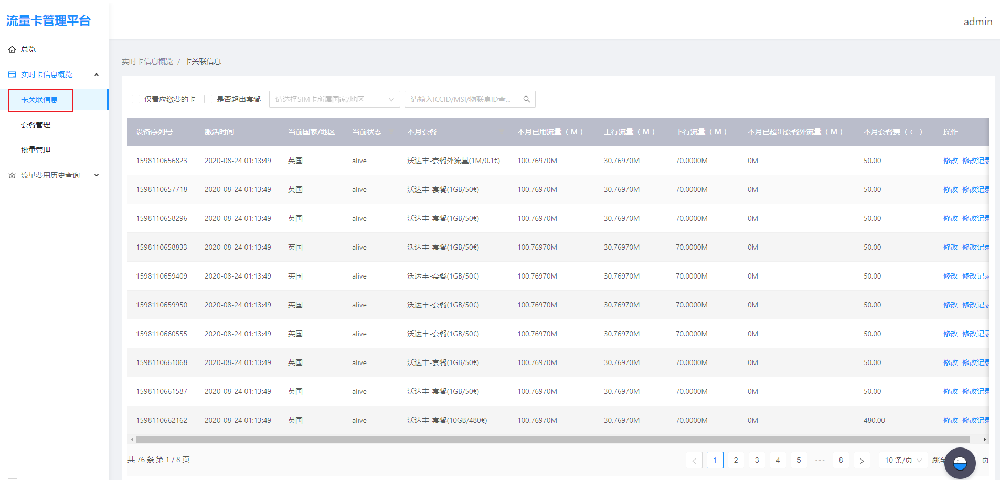 流量卡管理平台
admin
总览
实时卡信息概览
卡关联信息
套餐管理
批量管理
流量费用历史查询
实时卡信息概览 / 卡关联信息
仅看应缴费的卡 是否超出套餐 请选择SIM卡所属国家/地区 请输入ICCID/MSI/物联盒ID查...
设备序列号 激活时间 当前国家/地区 当前状态 本月套餐 本月已用流量（M） 上行流量（M） 下行流量（M） 本月已超出套餐外流量（M） 本月套餐费（∈） 操作
1598110656823 2020-08-24 01:13:49 英国 alive 沃达丰-套餐外流量(1M/0.1€) 100.76970M 30.76970M 70.0000M 0M 50.00 修改 修改记录
1598110657718 2020-08-24 01:13:49 英国 alive 沃达丰-套餐(1GB/50€) 100.76970M 30.76970M 70.0000M 0M 50.00 修改 修改记录
1598110658296 2020-08-24 01:13:49 英国 alive 沃达丰-套餐(1GB/50€) 100.76970M 30.76970M 70.0000M 0M 50.00 修改 修改记录
1598110658833 2020-08-24 01:13:49 英国 alive 沃达丰-套餐(1GB/50€) 100.76970M 30.76970M 70.0000M 0M 50.00 修改 修改记录
1598110659409 2020-08-24 01:13:49 英国 alive 沃达丰-套餐(1GB/50€) 100.76970M 30.76970M 70.0000M 0M 50.00 修改 修改记录
1598110659950 2020-08-24 01:13:49 英国 alive 沃达丰-套餐(1GB/50€) 100.76970M 30.76970M 70.0000M 0M 50.00 修改 修改记录
1598110660555 2020-08-24 01:13:49 英国 alive 沃达丰-套餐(1GB/50€) 100.76970M 30.76970M 70.0000M 0M 50.00 修改 修改记录
1598110661068 2020-08-24 01:13:49 英国 alive 沃达丰-套餐(1GB/50€) 100.76970M 30.76970M 70.0000M 0M 50.00 修改 修改记录
1598110661587 2020-08-24 01:13:49 英国 alive 沃达丰-套餐(1GB/50€) 100.76970M 30.76970M 70.0000M 0M 50.00 修改 修改记录
1598110662162 2020-08-24 01:13:49 英国 alive 沃达丰-套餐(10GB/480€) 100.76970M 30.76970M 70.0000M 0M 480.00 修改 修改记录
共 76 条 第 1 / 8 页 < 1 2 3 4 5 ••• 8 > 10 条/页 跳至 页